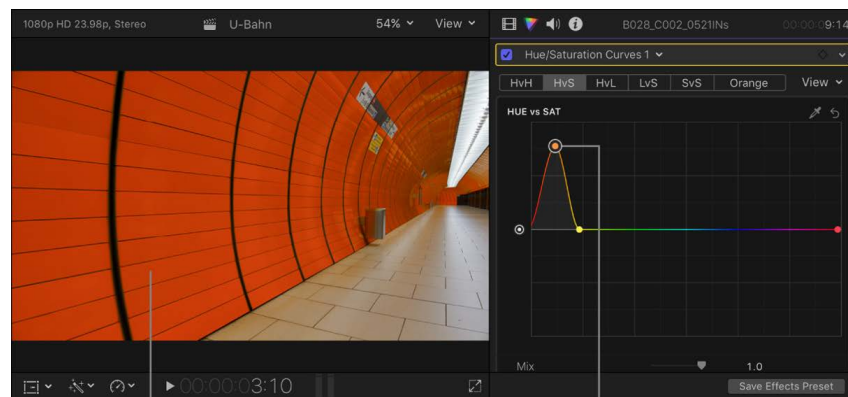 1080p HD 23.98p, Stereo
U-Bahn
54%
View
B028_C002_0521INs
00:00:09:14
Hue/Saturation Curves 1
HvH
HvS
HvL
LvS
SvS
Orange
View
HUE vs SAT
Mix
1.0
00:00:03:10
Save Effects Preset